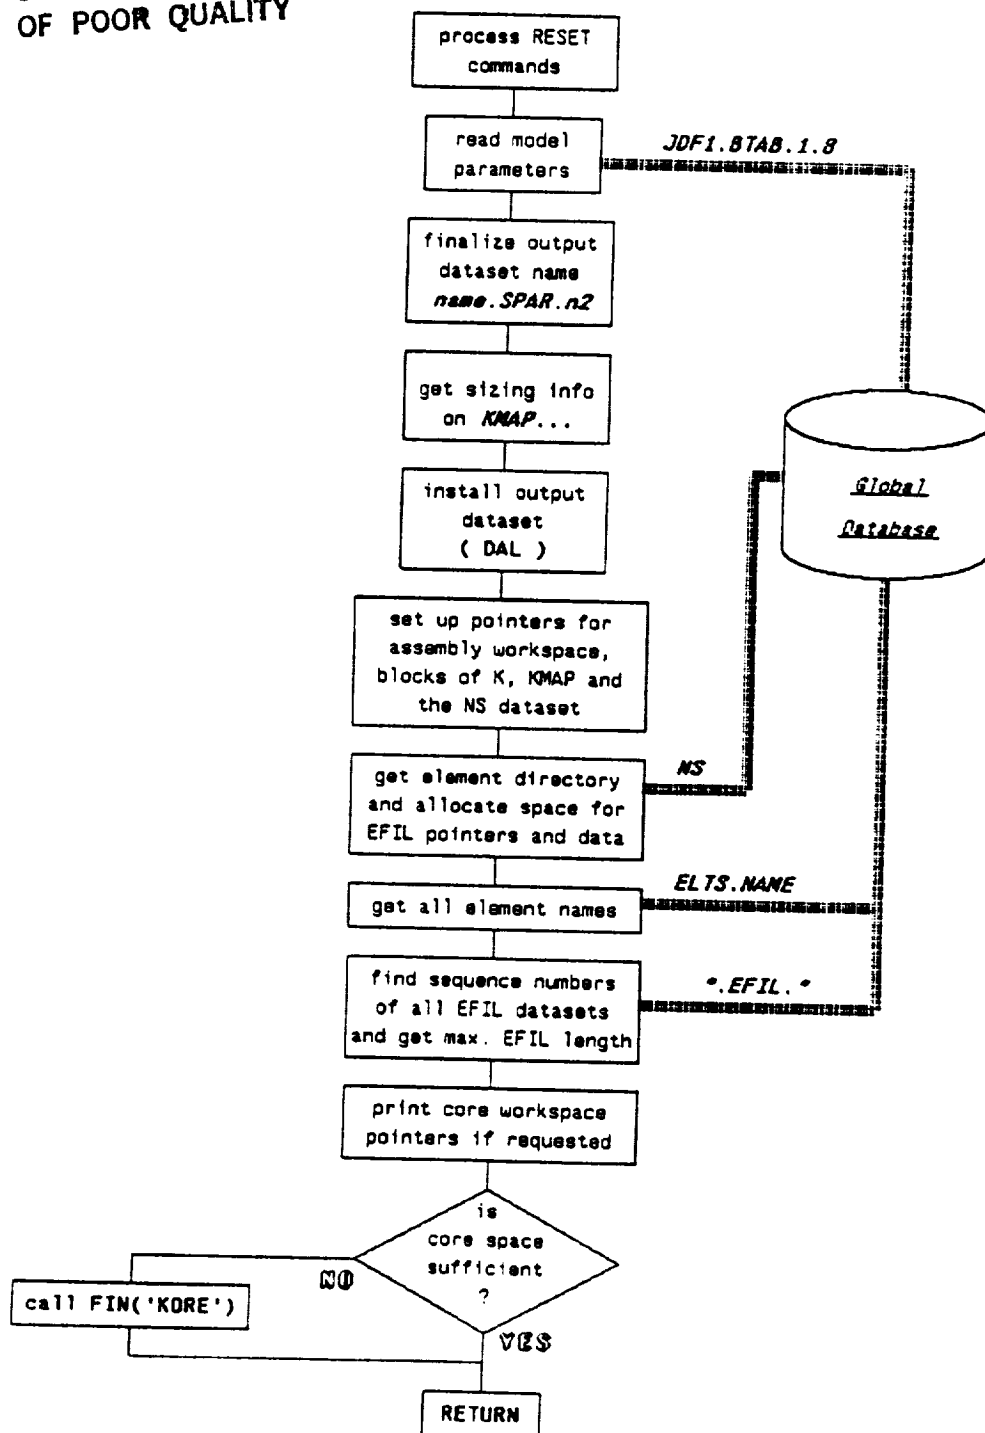 OF POOR QUALITY
process RESET
commands
read model
parameters
JDF1.BTAB.1.8
finalize output
dataset name
name.SPAR.n2
get sizing info
on KMAP...
install output
dataset
( DAL )
Global
Database
set up pointers for
assembly workspace,
blocks of K, KMAP and
the NS dataset
get element directory
and allocate space for
EFIL pointers and data
NS
get all element names
ELTS.NAME
find sequence numbers
of all EFIL datasets
and get max. EFIL length
*.EFIL.*
print core workspace
pointers if requested
is
core space
sufficient
?
NO
call FIN('KORE')
YES
RETURN